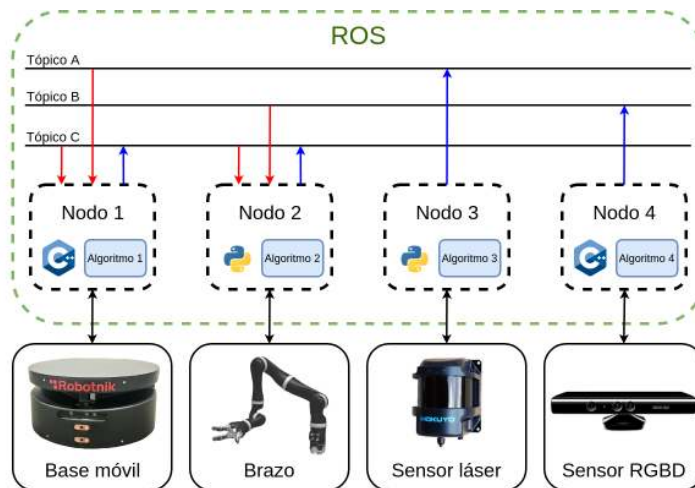 ROS
Tópico A
Tópico B
Tópico C
Nodo 1
Nodo 2
Nodo 3
Nodo 4
Algoritmo 1
Algoritmo 2
Algoritmo 3
Algoritmo 4
Robotnik
HOKUYO
Base móvil
Brazo
Sensor láser
Sensor RGBD